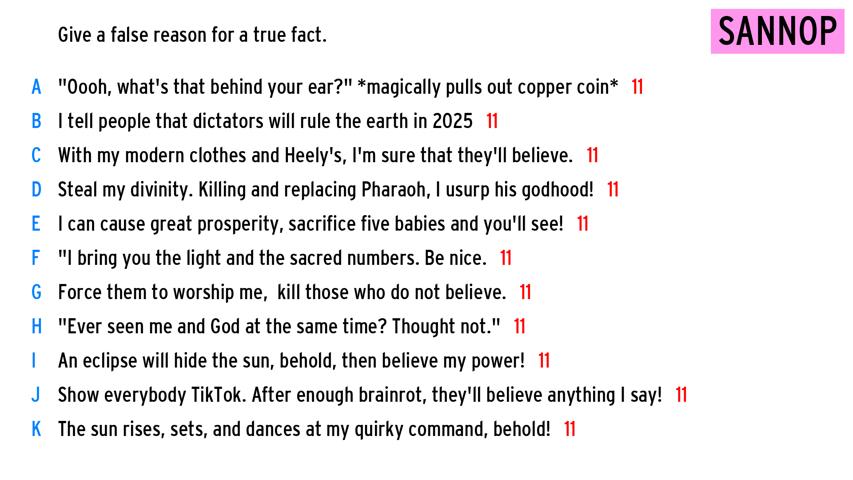 Give a false reason for a true fact.
SANNOP
A "Oooh, what's that behind your ear?" *magically pulls out copper coin* 11
B I tell people that dictators will rule the earth in 2025 11
C With my modern clothes and Heely's, I'm sure that they'll believe. 11
D Steal my divinity. Killing and replacing Pharaoh, I usurp his godhood! 11
E I can cause great prosperity, sacrifice five babies and you'll see! 11
F "I bring you the light and the sacred numbers. Be nice. 11
G Force them to worship me,  kill those who do not believe. 11
H "Ever seen me and God at the same time? Thought not." 11
I An eclipse will hide the sun, behold, then believe my power! 11
J Show everybody TikTok. After enough brainrot, they'll believe anything I say! 11
K The sun rises, sets, and dances at my quirky command, behold! 11